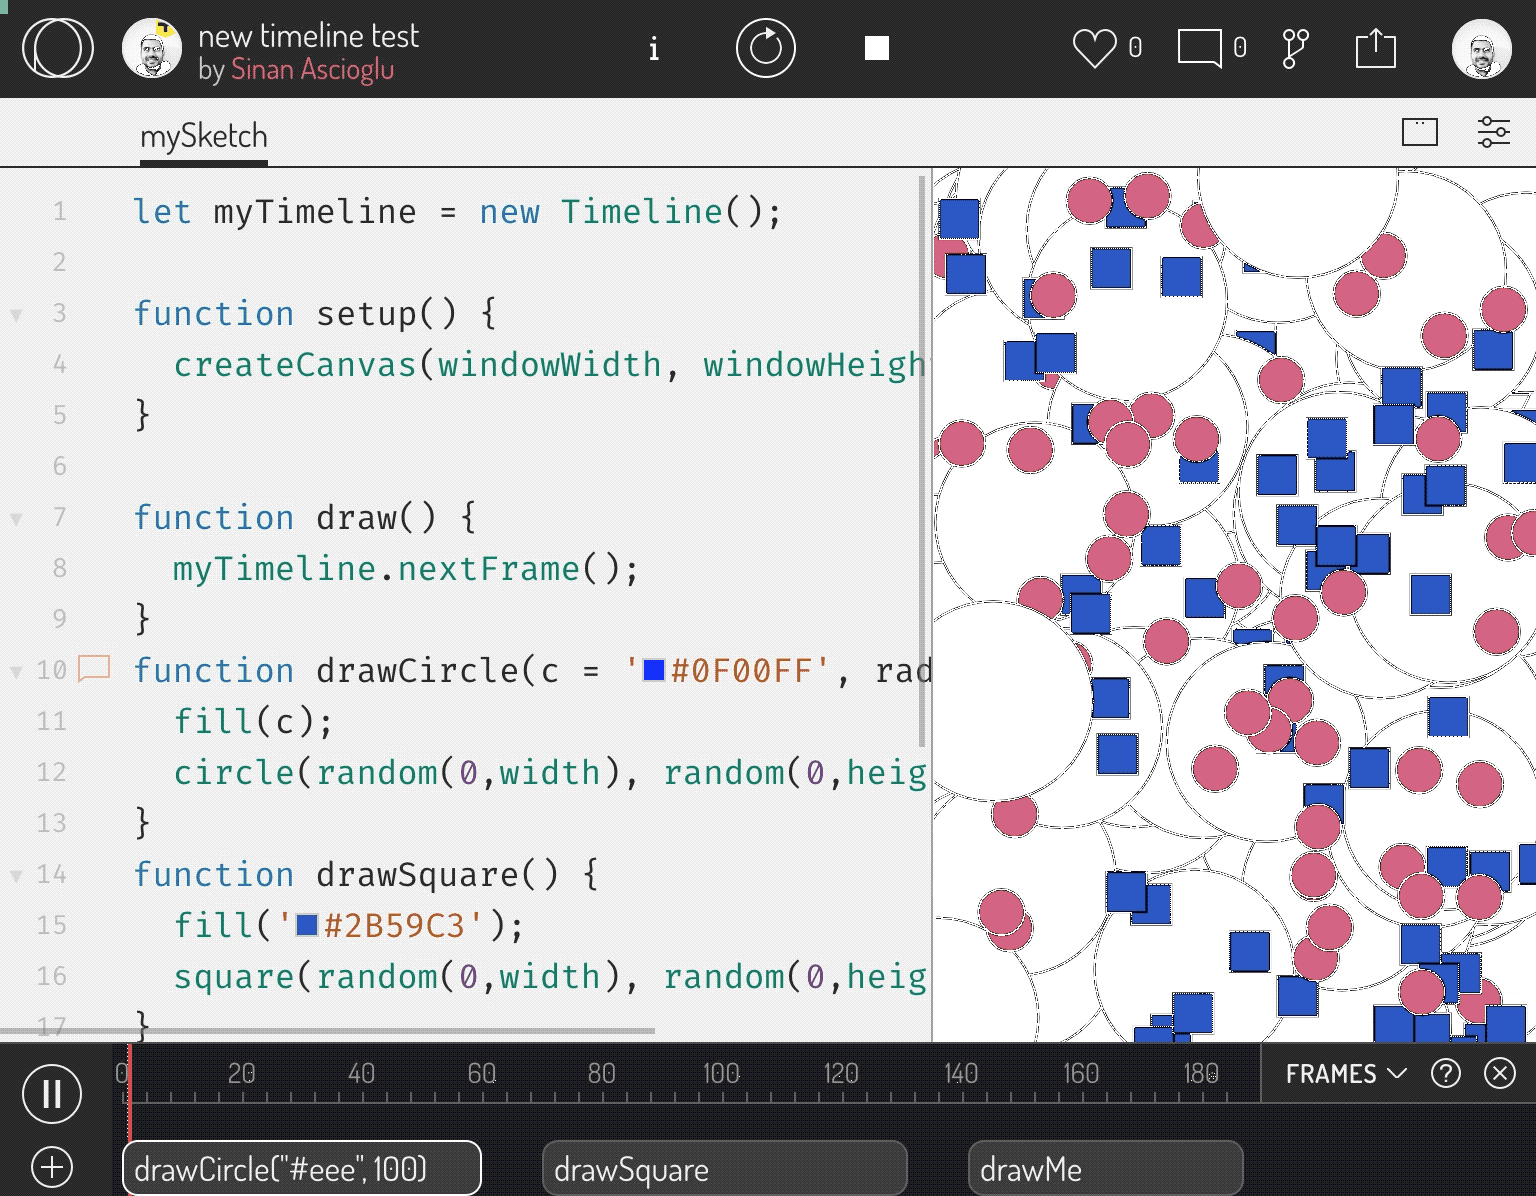 new timeline test
by Sinan Ascioglu
i
0
0
mySketch
1 let myTimeline = new Timeline();
2
3 function setup() {
4 createCanvas(windowWidth, windowHeigh
5 }
6
7 function draw() {
8 myTimeline.nextFrame();
9 }
10 function drawCircle(c = '#0F00FF', rad
11 fill(c);
12 circle(random(0,width), random(0,heig
13 }
14 function drawSquare() {
15 fill('#2B59C3');
16 square(random(0,width), random(0,heig
17 }
0 20 40 60 80 100 120 140 160 180
FRAMES ?
drawCircle("#eee", 100) drawSquare drawMe